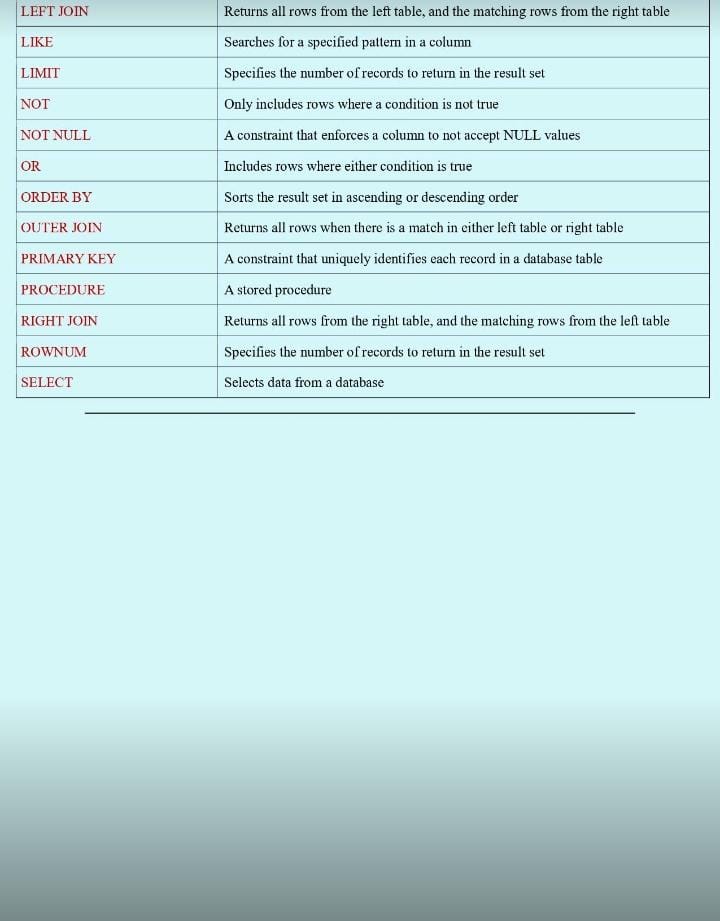 LEFT JOIN Returns all rows from the left table, and the matching rows from the right table
LIKE Searches for a specified pattern in a column
LIMIT Specifies the number of records to return in the result set
NOT Only includes rows where a condition is not true
NOT NULL A constraint that enforces a column to not accept NULL values
OR Includes rows where either condition is true
ORDER BY Sorts the result set in ascending or descending order
OUTER JOIN Returns all rows when there is a match in either left table or right table
PRIMARY KEY A constraint that uniquely identifies each record in a database table
PROCEDURE A stored procedure
RIGHT JOIN Returns all rows from the right table, and the matching rows from the left table
ROWNUM Specifies the number of records to return in the result set
SELECT Selects data from a database